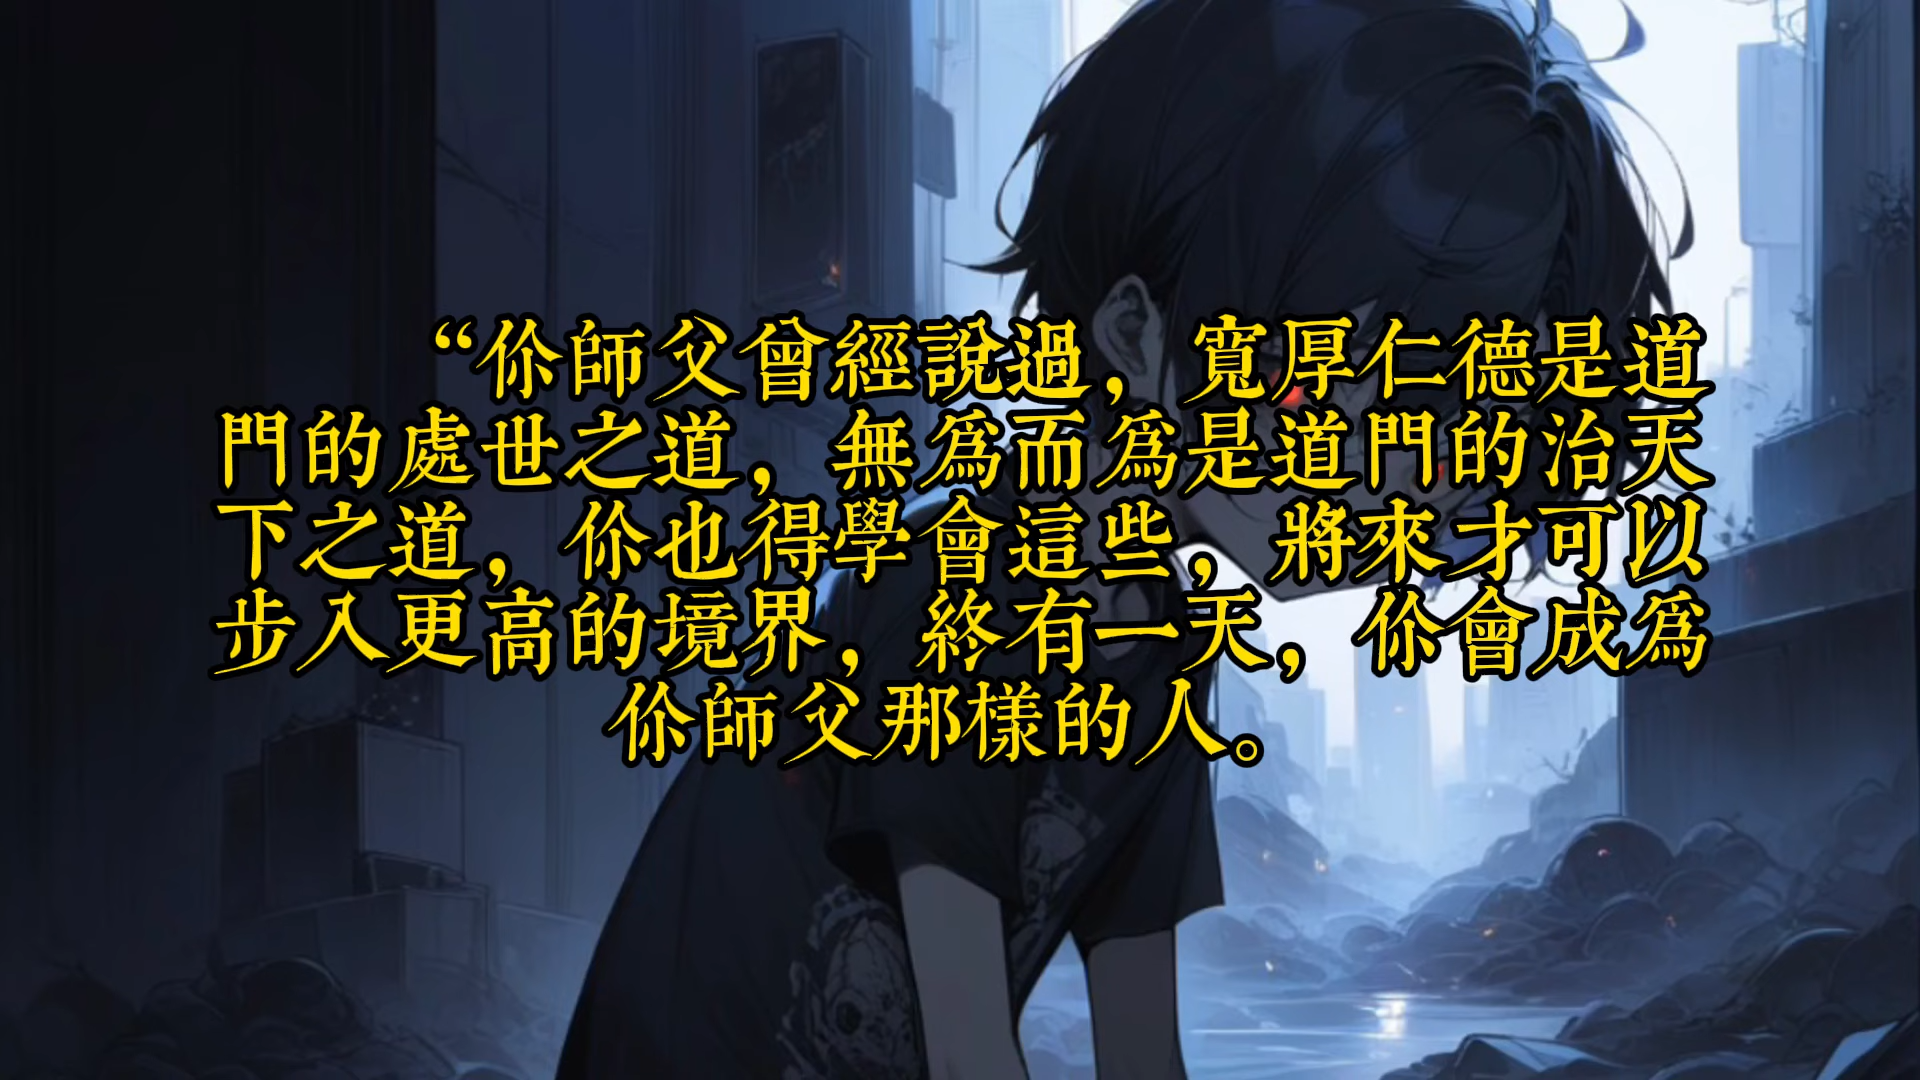 “伱師父曾經說過，寬厚仁德是道
門的處世之道，無爲而爲是道門的治天
下之道，伱也得學會這些，將來才可以
步入更高的境界，終有一天，伱會成爲
伱師父那樣的人。